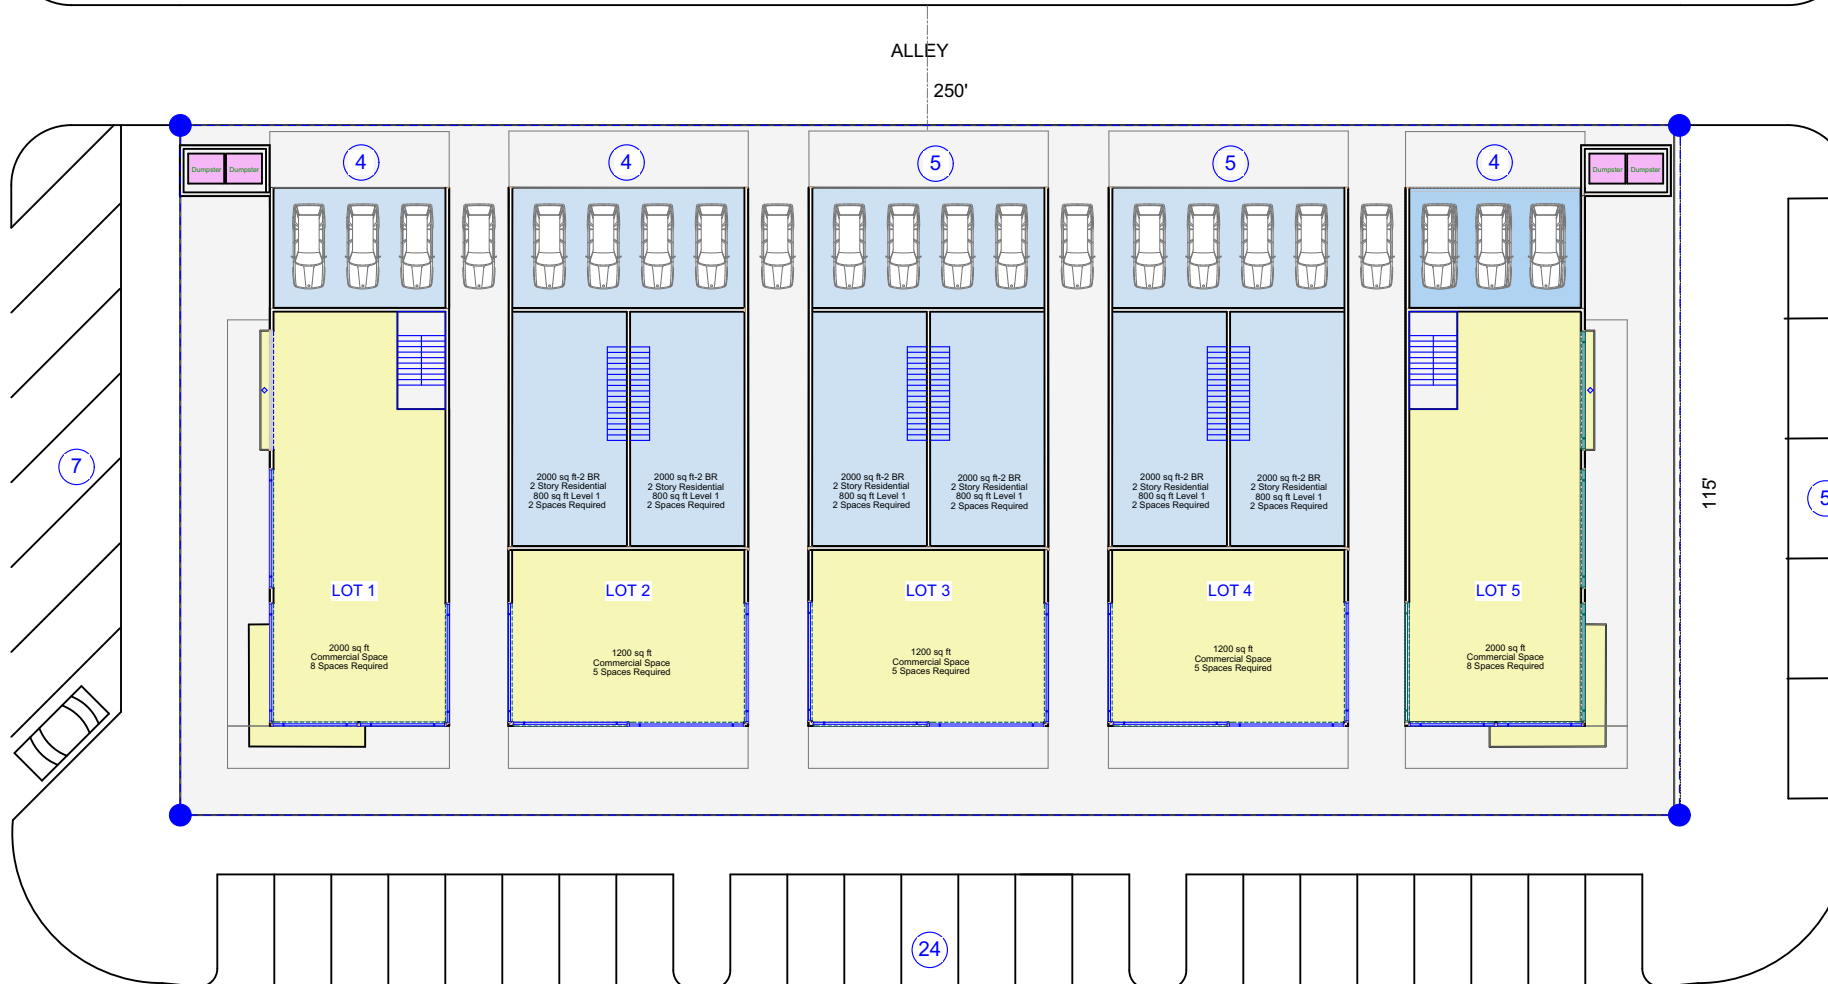 ALLEY
250'
4
4
5
5
4
Dumpster
Dumpster
Dumpster
Dumpster
7
5
115'
2000 sq ft-2 BR
2 Story Residential
800 sq ft Level 1
2 Spaces Required
2000 sq ft-2 BR
2 Story Residential
800 sq ft Level 1
2 Spaces Required
2000 sq ft-2 BR
2 Story Residential
800 sq ft Level 1
2 Spaces Required
2000 sq ft-2 BR
2 Story Residential
800 sq ft Level 1
2 Spaces Required
2000 sq ft-2 BR
2 Story Residential
800 sq ft Level 1
2 Spaces Required
2000 sq ft-2 BR
2 Story Residential
800 sq ft Level 1
2 Spaces Required
LOT 1
LOT 2
LOT 3
LOT 4
LOT 5
2000 sq ft
Commercial Space
8 Spaces Required
1200 sq ft
Commercial Space
5 Spaces Required
1200 sq ft
Commercial Space
5 Spaces Required
1200 sq ft
Commercial Space
5 Spaces Required
2000 sq ft
Commercial Space
8 Spaces Required
24